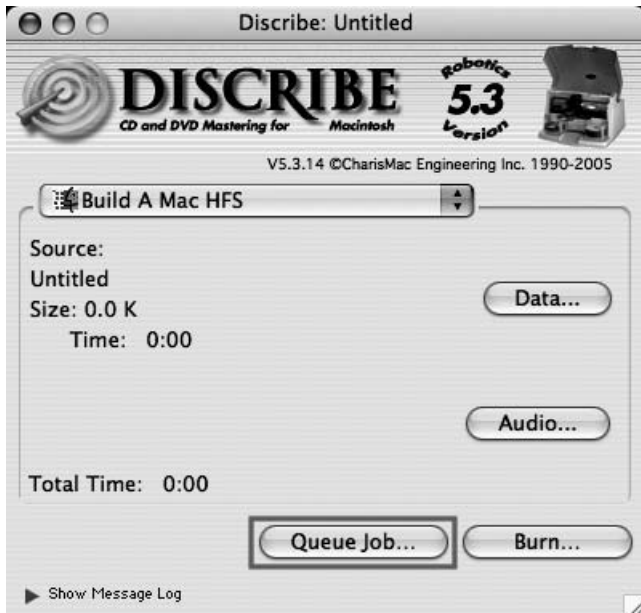 Discribe: Untitled
DISCRIBE
CD and DVD Mastering for Macintosh
Robotics
5.3
Version
V5.3.14 ©CharisMac Engineering Inc. 1990-2005
Build A Mac HFS
Source:
Untitled
Size: 0.0 K
Time: 0:00
Data...
Audio...
Total Time: 0:00
Queue Job...
Burn...
Show Message Log